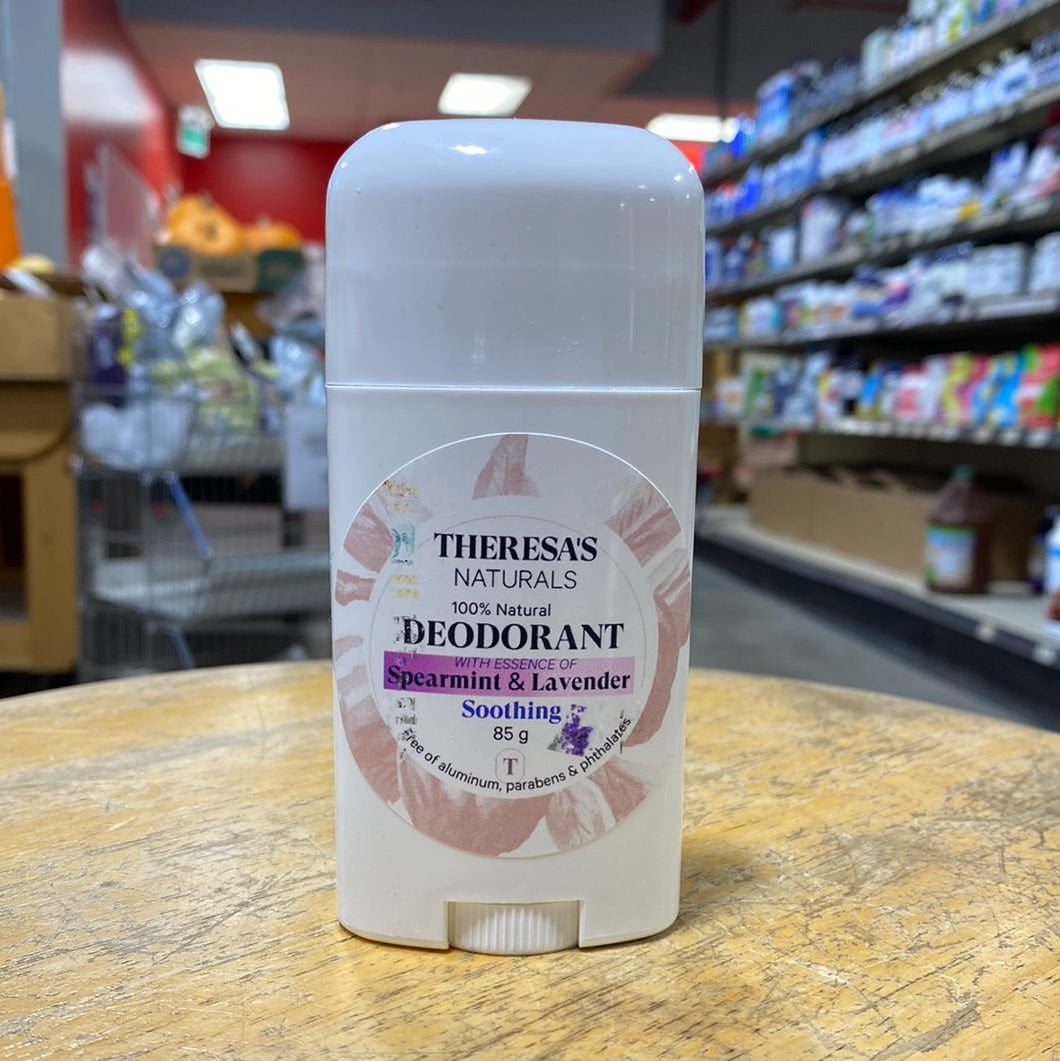 THERESA'S
NATURALS
100% Natural
DEODORANT
WITH ESSENCE OF
Spearmint & Lavender
Soothing
85 g
T
free of aluminum, parabens & phthalates